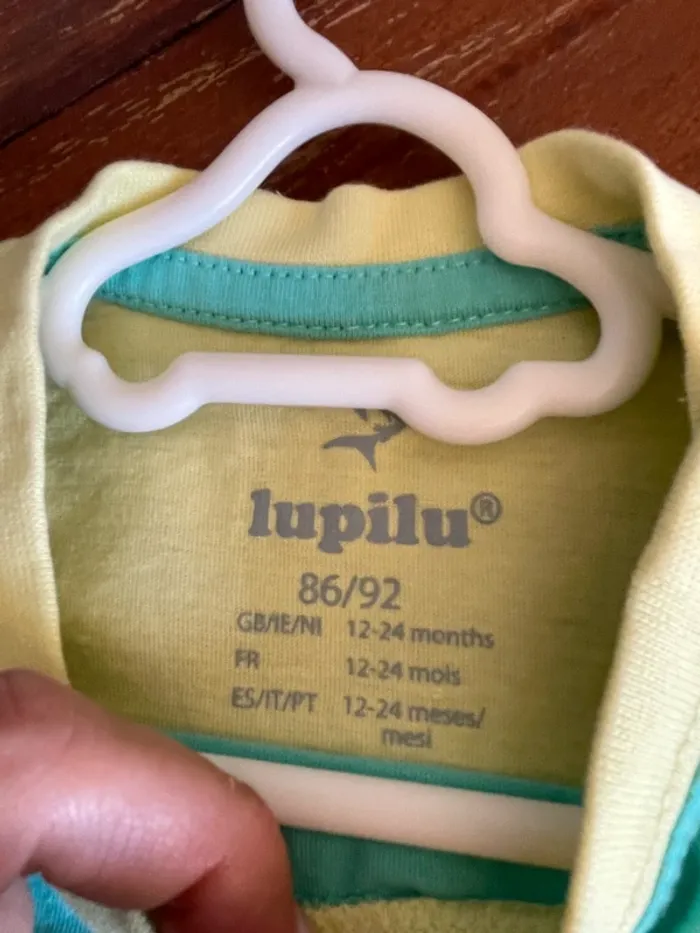 lupilu®
86/92
GB/IE/NI 12-24 months
FR 12-24 mois
ES/IT/PT 12-24 meses/
mesi